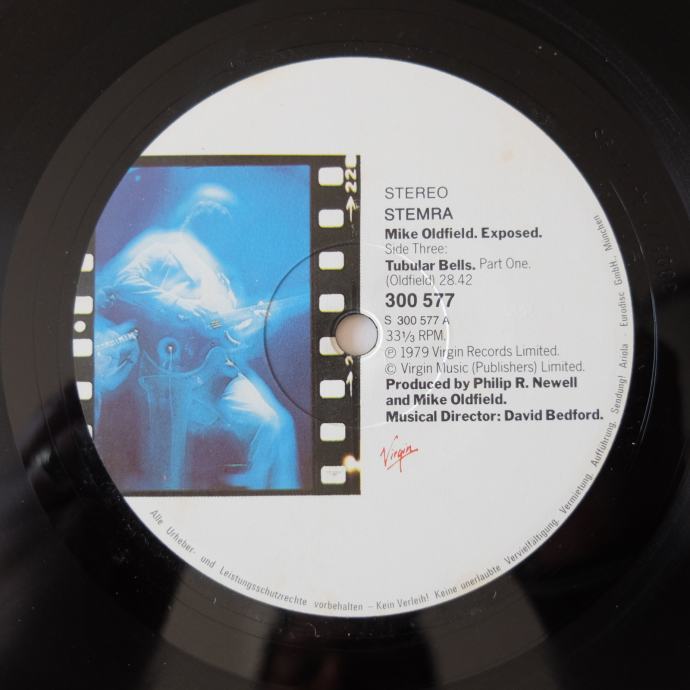 STEREO
STEMRA
Mike Oldfield. Exposed.
Side Three:
Tubular Bells. Part One.
(Oldfield) 28.42
300 577
S 300 577 A
33 1/3 RPM.
℗ 1979 Virgin Records Limited.
© Virgin Music (Publishers) Limited.
Produced by Philip R. Newell
and Mike Oldfield.
Musical Director: David Bedford.
Virgin
→22
Alle Urheber- und Leistungsschutzrechte vorbehalten – Kein Verleih! Keine unerlaubte Vervielfältigung, Vermietung, Aufführung, Sendung! Ariola - Eurodisc GmbH., München